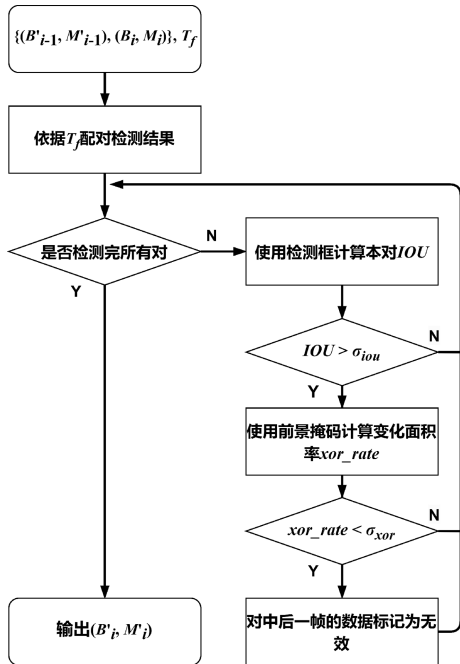 {(B'i-1, M'i-1), (Bi, Mi)}, Tf
依据Tf配对检测结果
是否检测完所有对
N
使用检测框计算本对IOU
Y
IOU > σiou
N
Y
使用前景掩码计算变化面积
率xor_rate
xor_rate < σxor
N
Y
输出(B'i, M'i)
对中后一帧的数据标记为无
效